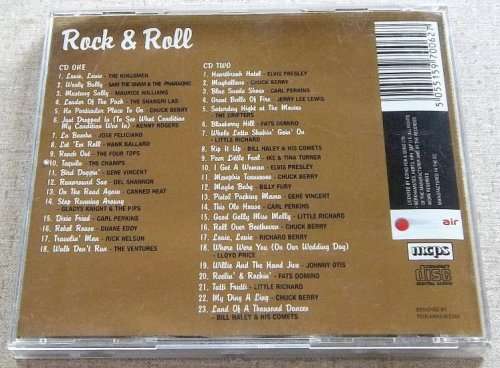 Rock & Roll
CD ONE
1. Louie, Louie - THE KINGSMEN
2. Wooly Bully - SAM THE SHAM & THE PHARAOHS
3. Mustang Sally - MAURICE WILLIAMS
4. Leader Of The Pack - THE SHANGRI LAS
5. No Particular Place To Go - CHUCK BERRY
6. Just Dropped In (To See What Condition
My Condition Was In) - KENNY ROGERS
7. La Bamba - JOSE FELICIANO
8. Let 'Em Roll - HANK BALLARD
9. Reach Out - THE FOUR TOPS
10. Tequila - THE CHAMPS
11. Bird Doggin' - GENE VINCENT
12. Runaround Sue - DEL SHANNON
13. On The Road Again - CANNED HEAT
14. Stop Running Around
- GLADYS KNIGHT & THE PIPS
15. Dixie Fried - CARL PERKINS
16. Rebel Rouse - DUANE EDDY
17. Travelin' Man - RICK NELSON
18. Walk Don't Run - THE VENTURES
CD TWO
1. Heartbreak Hotel - ELVIS PRESLEY
2. Maybellene - CHUCK BERRY
3. Blue Suede Shoes - CARL PERKINS
4. Great Balls Of Fire - JERRY LEE LEWIS
5. Saturday Night at The Movies
- THE DRIFTERS
6. Blueberry Hill - FATS DOMINO
7. Whole Lotta Shakin' Goin' On -
LITTLE RICHARD
8. Rip It Up - BILL HALEY & HIS COMETS
9. Poor Little Fool - IKE & TINA TURNER
10. I Got A Woman - ELVIS PRESLEY
11. Memphis Tennessee - CHUCK BERRY
12. Maybe Baby - BILLY FURY
13. Pistol Packing Mama - GENE VINCENT
14. This Ole House - CARL PERKINS
15. Good Golly Miss Molly - LITTLE RICHARD
16. Roll Over Beethoven - CHUCK BERRY
17. Louie, Louie - RICHARD BERRY
18. Where Were You (On Our Wedding Day)
- LLOYD PRICE
19. Willie And The Hand Jive - JOHNNY OTIS
20. Reelin' & Rockin' - FATS DOMINO
21. Tutti Frutti - LITTLE RICHARD
22. My Ding A Ling - CHUCK BERRY
23. Land Of A Thousand Dances
- BILL HALEY & HIS COMETS
5 055159 700627
air
mcps
COMPACT
disc
DIGITAL AUDIO
DESIGNED BY